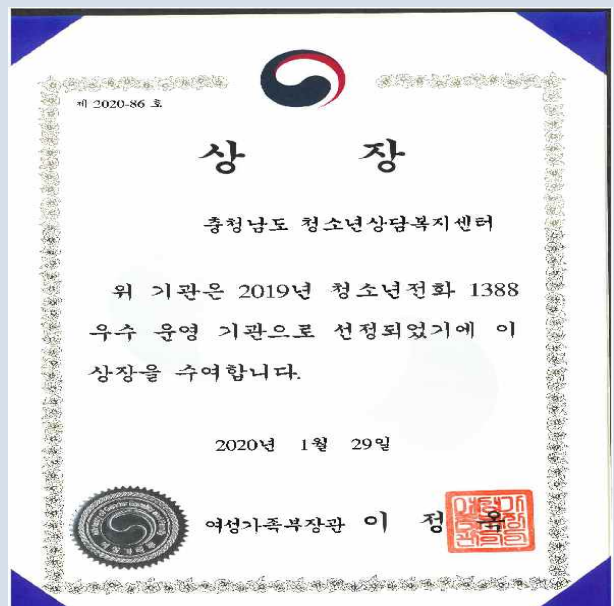 제 2020-86 호
상 장
충청남도 청소년상담복지센터
위 기관은 2019년 청소년전화 1388
우수 운영 기관으로 선정되었기에 이
상장을 수여합니다.
2020년 1월 29일
여성가족부장관 이 정 옥